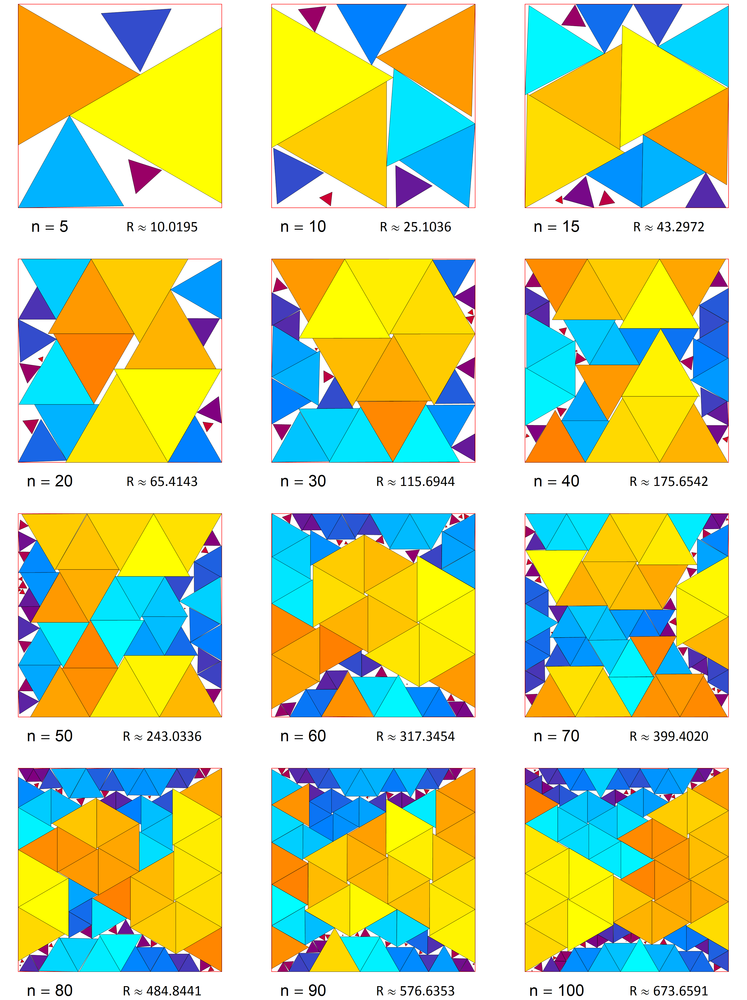 n = 5 R ≈ 10.0195 n = 10 R ≈ 25.1036 n = 15 R ≈ 43.2972
n = 20 R ≈ 65.4143 n = 30 R ≈ 115.6944 n = 40 R ≈ 175.6542
n = 50 R ≈ 243.0336 n = 60 R ≈ 317.3454 n = 70 R ≈ 399.4020
n = 80 R ≈ 484.8441 n = 90 R ≈ 576.6353 n = 100 R ≈ 673.6591